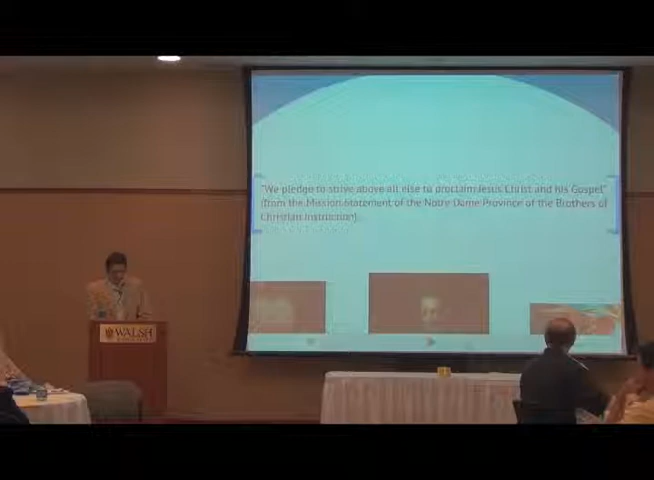 "We pledge to strive above all else to proclaim Jesus Christ and his Gospel"
(from the Mission Statement of the Notre Dame Province of the Brothers of
Christian Instruction)
WALSH